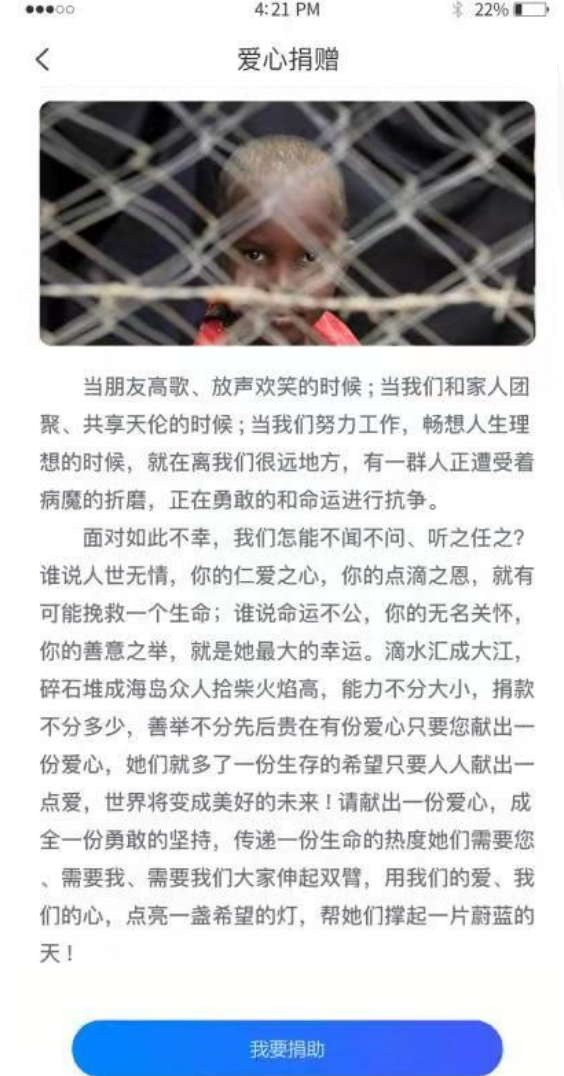 4:21 PM
22%
爱心捐赠
当朋友高歌、放声欢笑的时候；当我们和家人团
聚、共享天伦的时候；当我们努力工作，畅想人生理
想的时候，就在离我们很远地方，有一群人正遭受着
病魔的折磨，正在勇敢的和命运进行抗争。
面对如此不幸，我们怎能不闻不问、听之任之？
谁说人世无情，你的仁爱之心，你的点滴之恩，就有
可能挽救一个生命；谁说命运不公，你的无名关怀，
你的善意之举，就是她最大的幸运。滴水汇成大江，
碎石堆成海岛众人拾柴火焰高，能力不分大小，捐款
不分多少，善举不分先后贵在有份爱心只要您献出一
份爱心，她们就多了一份生存的希望只要人人献出一
点爱，世界将变成美好的未来！请献出一份爱心，成
全一份勇敢的坚持，传递一份生命的热度她们需要您
、需要我、需要我们大家伸起双臂，用我们的爱、我
们的心，点亮一盏希望的灯，帮她们撑起一片蔚蓝的
天！
我要捐助